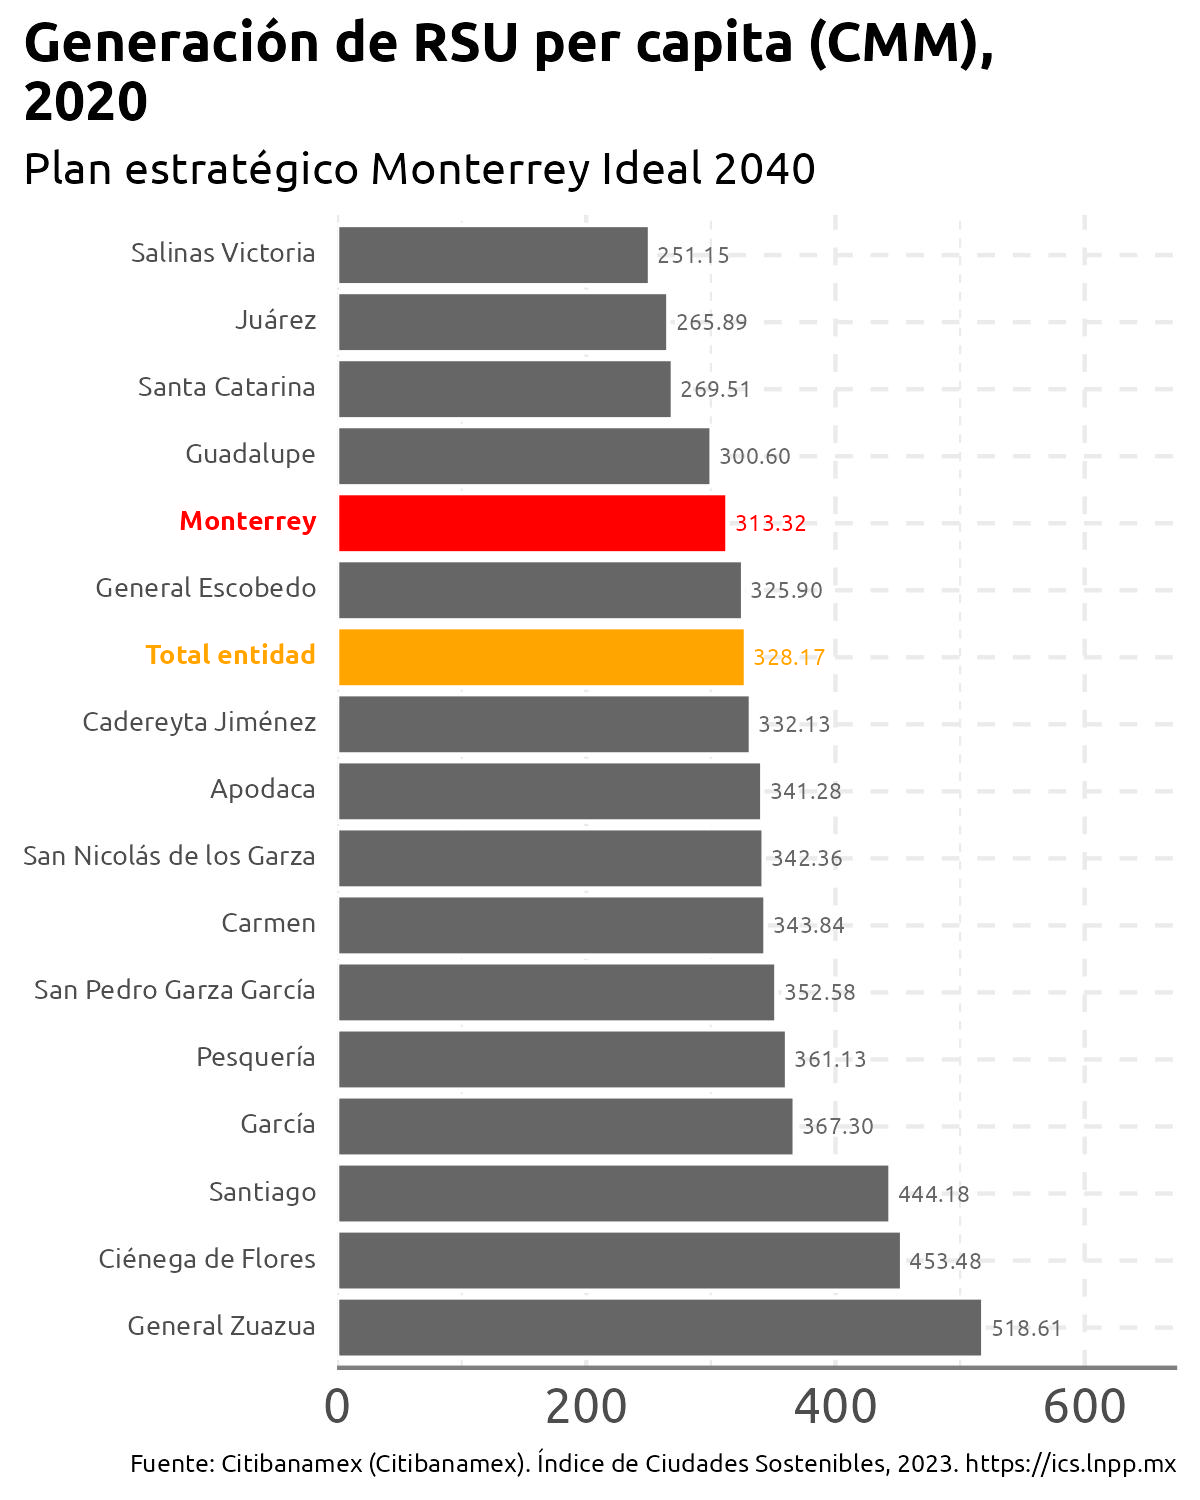 Generación de RSU per capita (CMM),
2020
Plan estratégico Monterrey Ideal 2040
Salinas Victoria 251.15
Juárez 265.89
Santa Catarina 269.51
Guadalupe 300.60
Monterrey 313.32
General Escobedo 325.90
Total entidad 328.17
Cadereyta Jiménez 332.13
Apodaca 341.28
San Nicolás de los Garza 342.36
Carmen 343.84
San Pedro Garza García 352.58
Pesquería 361.13
García 367.30
Santiago 444.18
Ciénega de Flores 453.48
General Zuazua 518.61
0 200 400 600
Fuente: Citibanamex (Citibanamex). Índice de Ciudades Sostenibles, 2023. https://ics.lnpp.mx